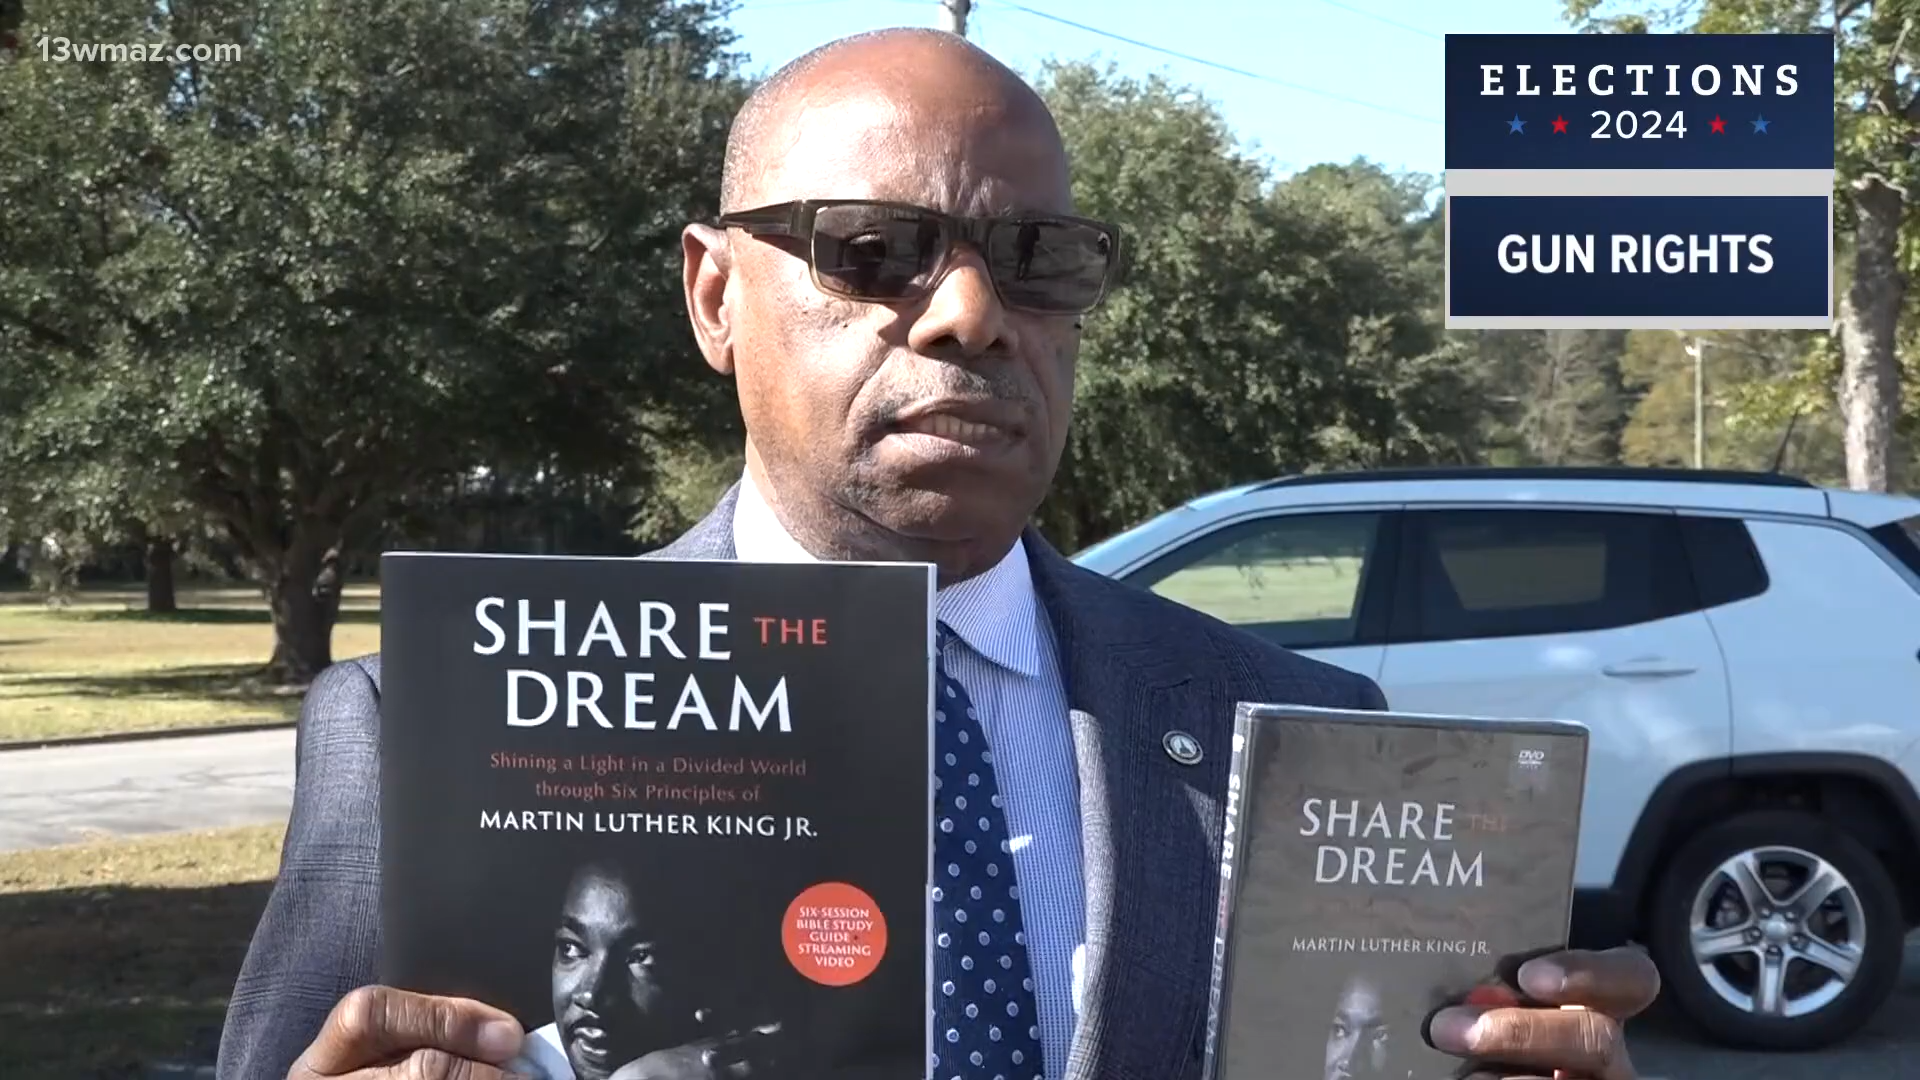 13wmaz.com
ELECTIONS
2024
GUN RIGHTS
SHARE THE
DREAM
Shining a Light in a Divided World
through Six Principles of
MARTIN LUTHER KING JR.
SIX-SESSION
BIBLE STUDY
GUIDE +
STREAMING
VIDEO
DVD
SHARE THE
DREAM
MARTIN LUTHER KING JR.
SHARE THE DREAM